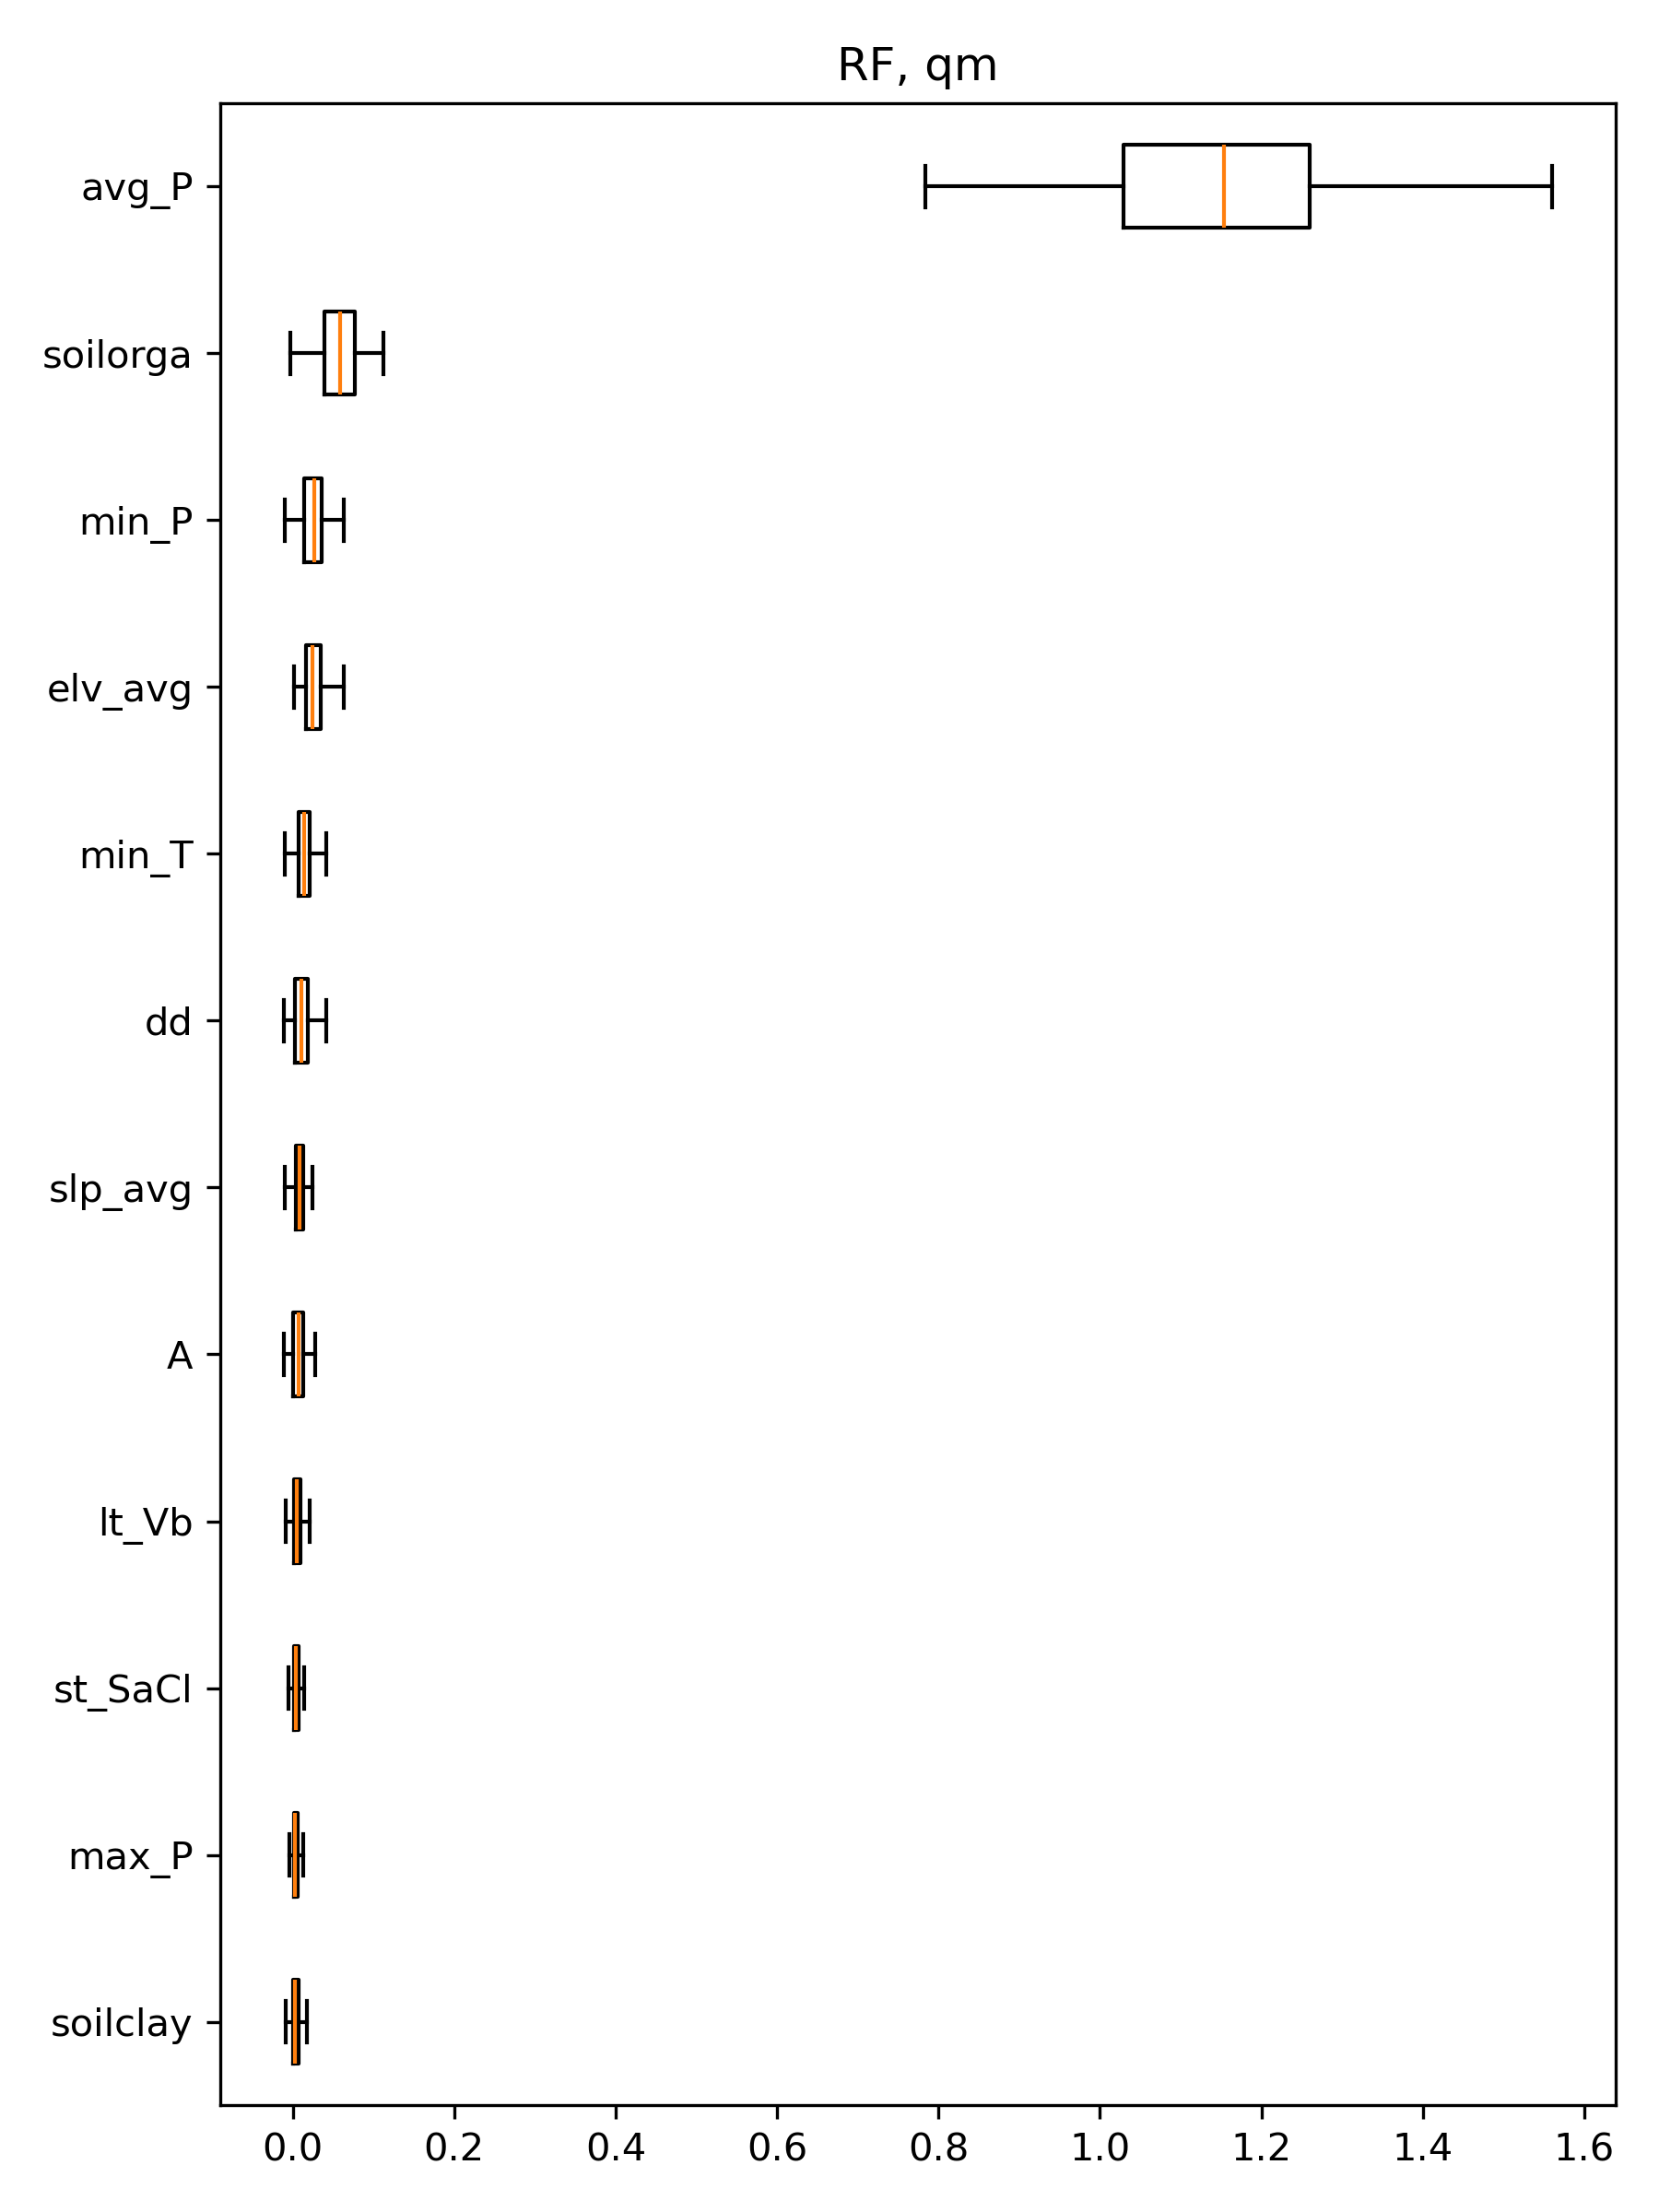 RF, qm
avg_P
soilorga
min_P
elv_avg
min_T
dd
slp_avg
A
lt_Vb
st_SaCl
max_P
soilclay
0.0 0.2 0.4 0.6 0.8 1.0 1.2 1.4 1.6